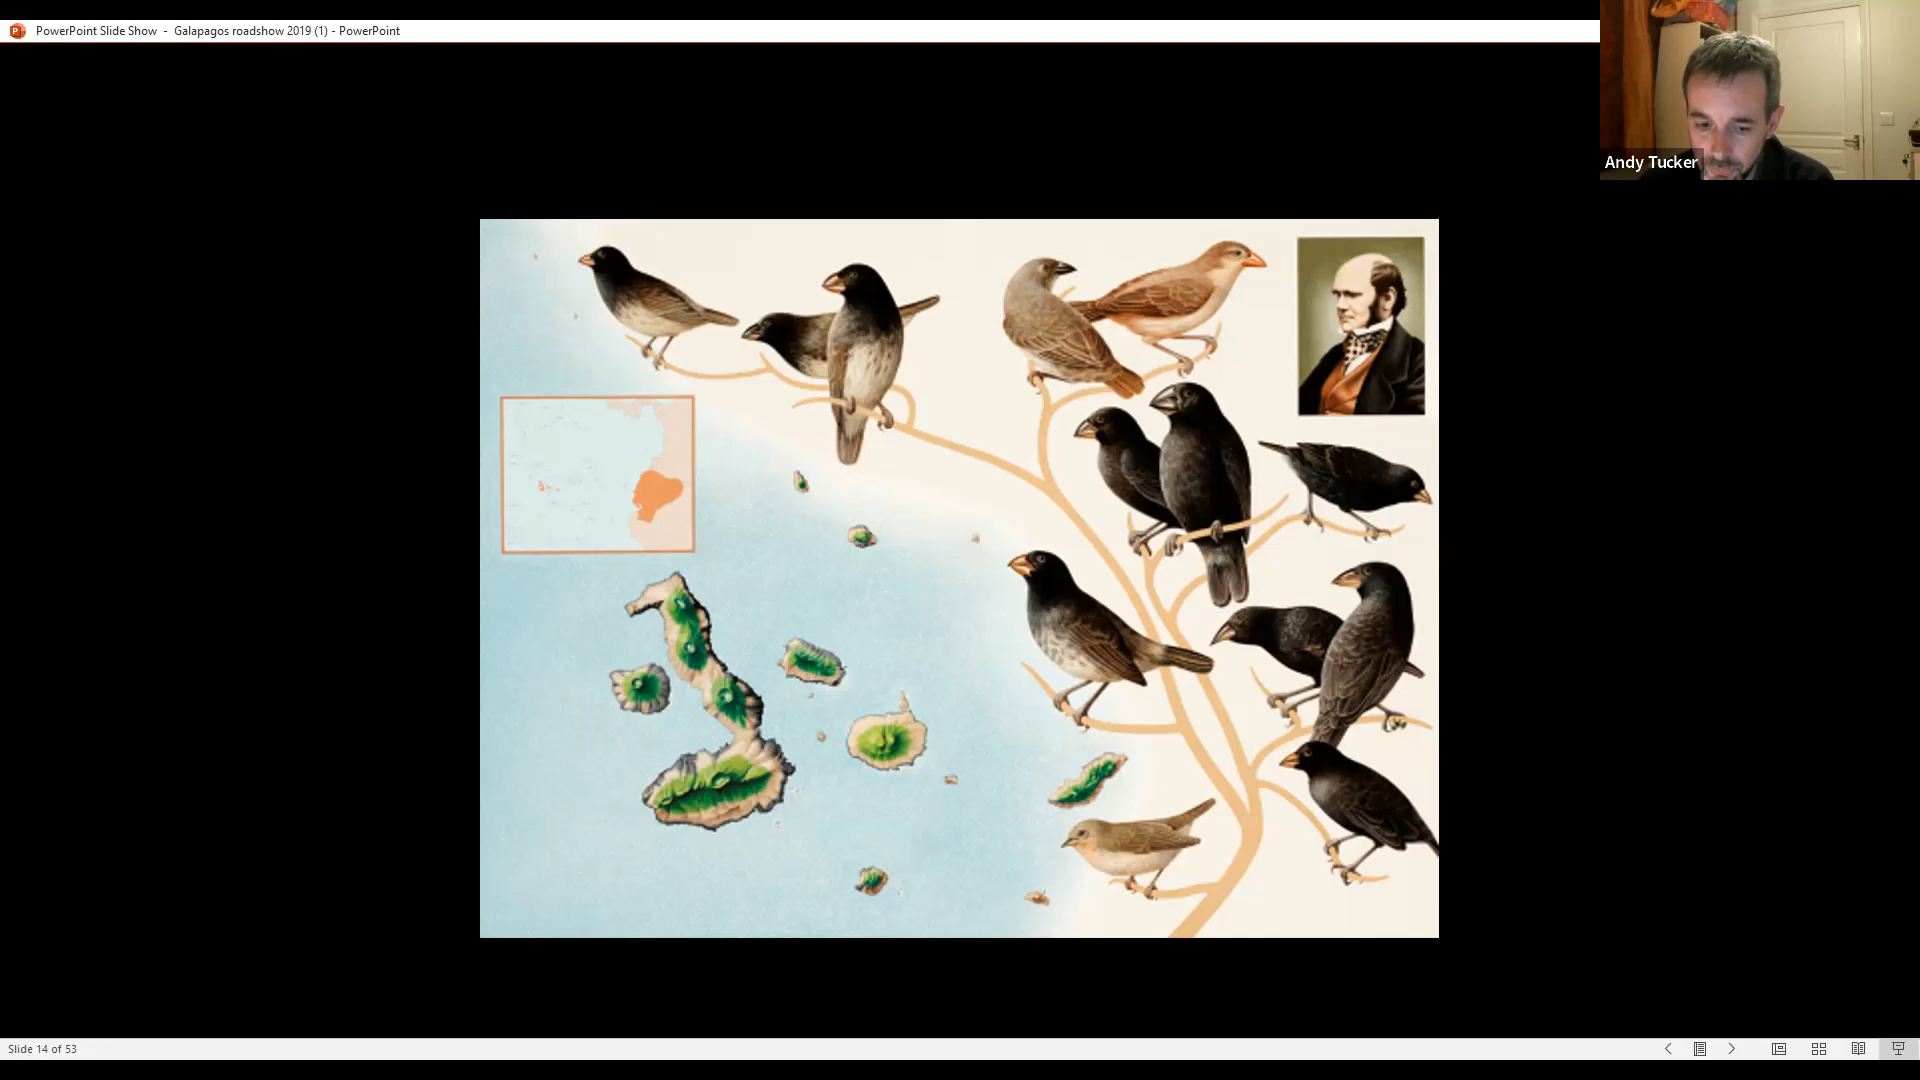 PowerPoint Slide Show - Galapagos roadshow 2019 (1) - PowerPoint
Andy Tucker
Slide 14 of 53